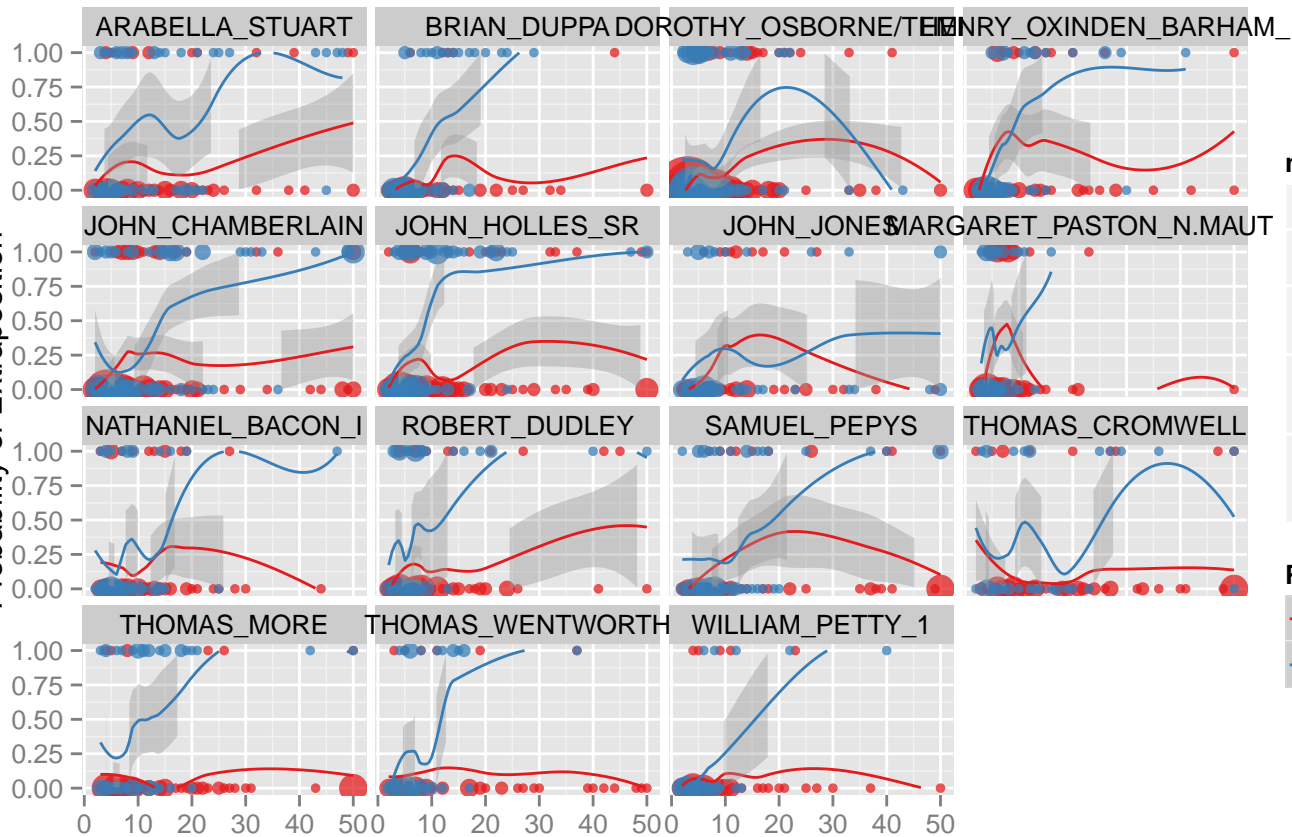 ARABELLA_STUART
BRIAN_DUPPA
DOROTHY_OSBORNE/TEM
HENRY_OXINDEN_BARHAM_
1.00
0.75
0.50
0.25
0.00
JOHN_CHAMBERLAIN
JOHN_HOLLES_SR
JOHN_JONES
MARGARET_PASTON_N.MAUT
1.00
0.75
0.50
0.25
0.00
NATHANIEL_BACON_I
ROBERT_DUDLEY
SAMUEL_PEPYS
THOMAS_CROMWELL
1.00
0.75
0.50
0.25
0.00
THOMAS_MORE
THOMAS_WENTWORTH
WILLIAM_PETTY_1
1.00
0.75
0.50
0.25
0.00
0 10 20 30 40 50 0 10 20 30 40 50 0 10 20 30 40 50